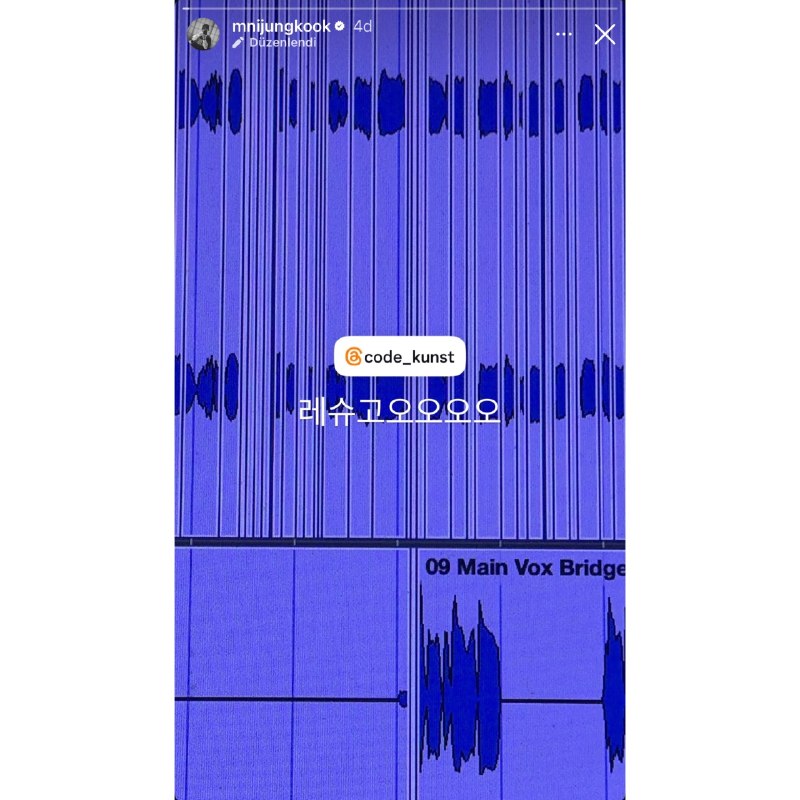 mnijungkook 4d
Düzenlendi
code_kunst
레슈고오오오오
09 Main Vox Bridge